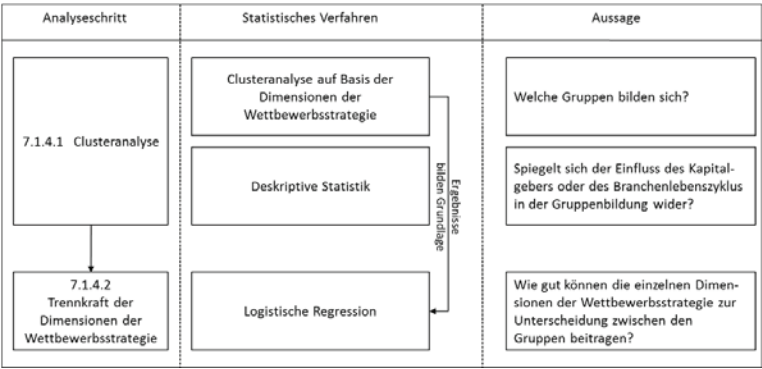 Analyseschritt
Statistisches Verfahren
Aussage
7.1.4.1 Clusteranalyse
Clusteranalyse auf Basis der
Dimensionen der
Wettbewerbsstrategie
Welche Gruppen bilden sich?
Deskriptive Statistik
Ergebnisse
bilden Grundlage
Spiegelt sich der Einfluss des Kapital-
gebers oder des Branchenlebenszyklus
in der Gruppenbildung wider?
7.1.4.2
Trennkraft der
Dimensionen der
Wettbewerbsstrategie
Logistische Regression
Wie gut können die einzelnen Dimen-
sionen der Wettbewerbsstrategie zur
Unterscheidung zwischen den
Gruppen beitragen?